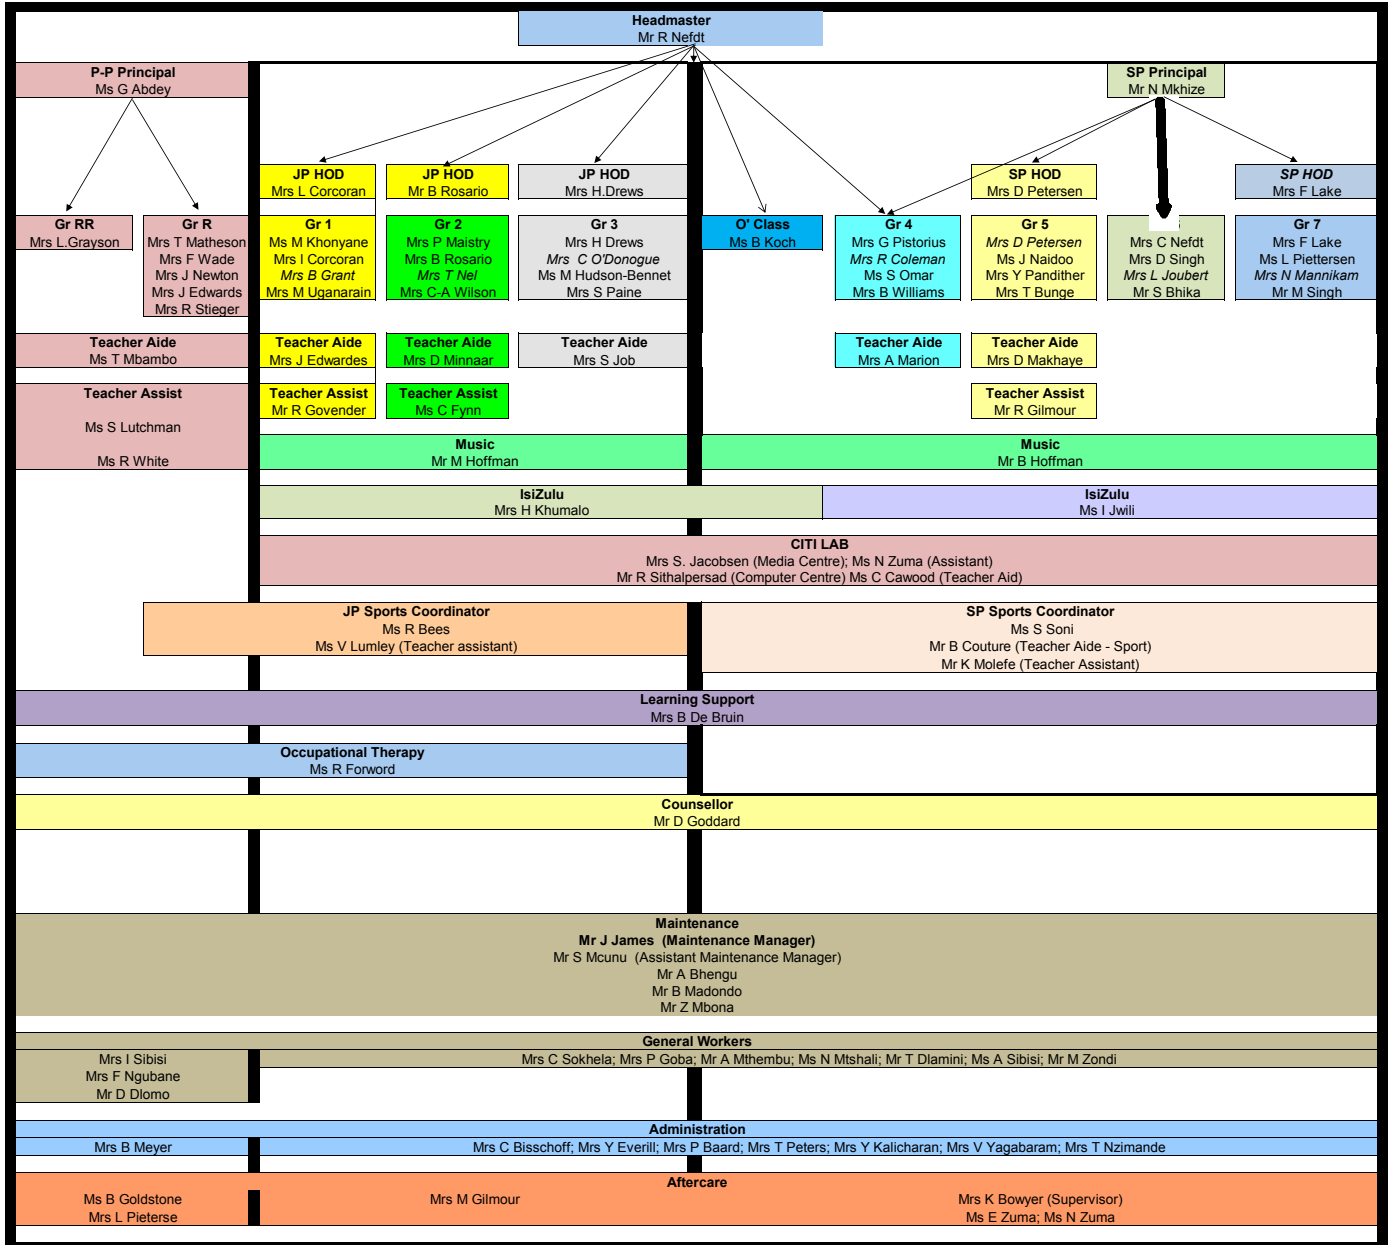 Headmaster
Mr R Nefdt
P-P Principal
Ms G Abdey
SP Principal
Mr N Mkhize
JP HOD
Mrs L Corcoran
JP HOD
Mr B Rosario
JP HOD
Mrs H.Drews
SP HOD
Mrs D Petersen
SP HOD
Mrs F Lake
Gr RR
Mrs L.Grayson
Gr R
Mrs T Matheson
Mrs F Wade
Mrs J Newton
Mrs J Edwards
Mrs R Stieger
Gr 1
Ms M Khonyane
Mrs I Corcoran
Mrs B Grant
Mrs M Uganarain
Gr 2
Mrs P Maistry
Mrs B Rosario
Mrs T Nel
Mrs C-A Wilson
Gr 3
Mrs H Drews
Mrs C O'Donogue
Ms M Hudson-Bennet
Mrs S Paine
O' Class
Ms B Koch
Gr 4
Mrs G Pistorius
Mrs R Coleman
Ms S Omar
Mrs B Williams
Gr 5
Mrs D Petersen
Ms J Naidoo
Mrs Y Pandither
Mrs T Bunge
Mrs C Nefdt
Mrs D Singh
Mrs L Joubert
Mr S Bhika
Gr 7
Mrs F Lake
Ms L Piettersen
Mrs N Mannikam
Mr M Singh
Teacher Aide
Ms T Mbambo
Teacher Aide
Mrs J Edwardes
Teacher Aide
Mrs D Minnaar
Teacher Aide
Mrs S Job
Teacher Aide
Mrs A Marion
Teacher Aide
Mrs D Makhaye
Teacher Assist
Ms S Lutchman
Ms R White
Teacher Assist
Mr R Govender
Teacher Assist
Ms C Fynn
Teacher Assist
Mr R Gilmour
Music
Mr M Hoffman
Music
Mr B Hoffman
IsiZulu
Mrs H Khumalo
IsiZulu
Ms I Jwili
CITI LAB
Mrs S. Jacobsen (Media Centre); Ms N Zuma (Assistant)
Mr R Sithalpersad (Computer Centre) Ms C Cawood (Teacher Aid)
JP Sports Coordinator
Ms R Bees
Ms V Lumley (Teacher assistant)
SP Sports Coordinator
Ms S Soni
Mr B Couture (Teacher Aide - Sport)
Mr K Molefe (Teacher Assistant)
Learning Support
Mrs B De Bruin
Occupational Therapy
Ms R Forword
Counsellor
Mr D Goddard
Maintenance
Mr J James (Maintenance Manager)
Mr S Mcunu (Assistant Maintenance Manager)
Mr A Bhengu
Mr B Madondo
Mr Z Mbona
General Workers
Mrs I Sibisi
Mrs F Ngubane
Mr D Dlomo
Mrs C Sokhela; Mrs P Goba; Mr A Mthembu; Ms N Mtshali; Mr T Dlamini; Ms A Sibisi; Mr M Zondi
Administration
Mrs B Meyer
Mrs C Bisschoff; Mrs Y Everill; Mrs P Baard; Mrs T Peters; Mrs Y Kalicharan; Mrs V Yagabaram; Mrs T Nzimande
Aftercare
Ms B Goldstone
Mrs L Pieterse
Mrs M Gilmour
Mrs K Bowyer (Supervisor)
Ms E Zuma; Ms N Zuma